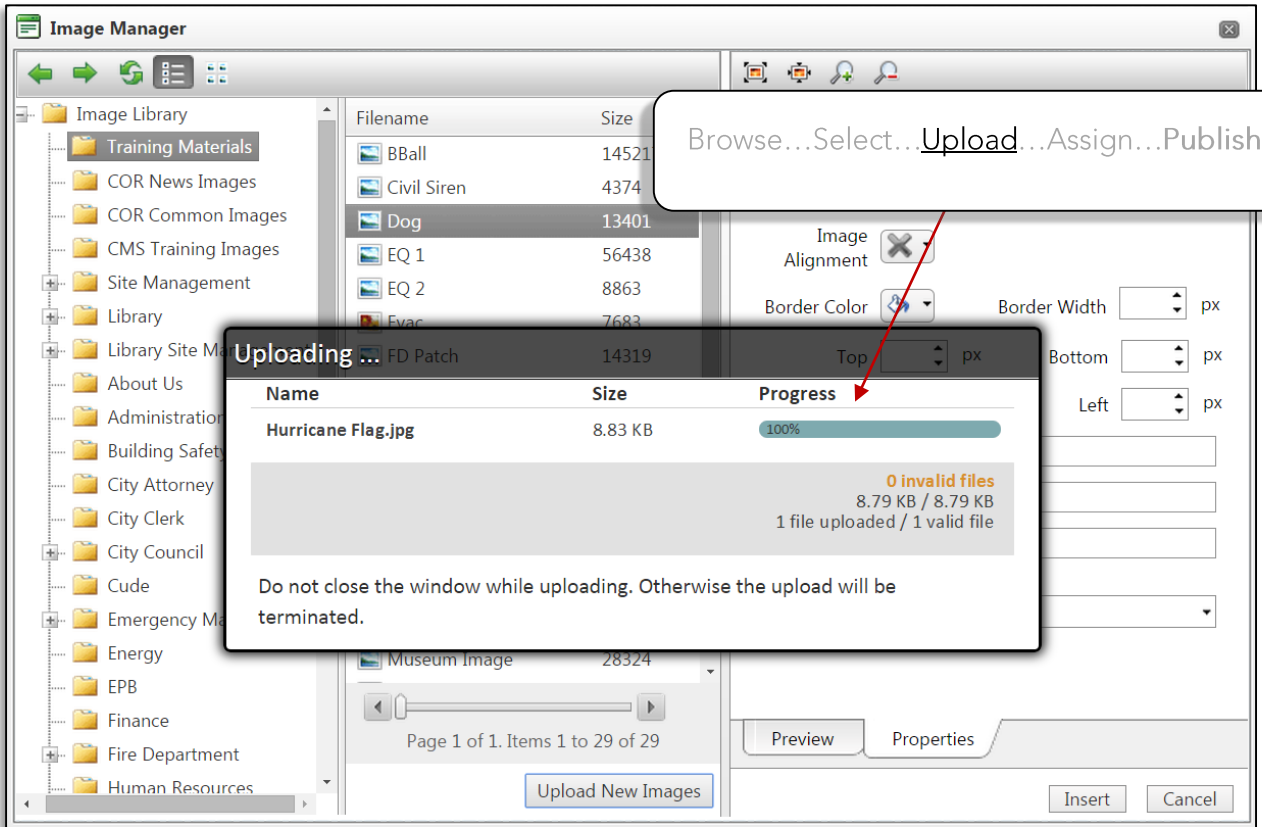 Image Manager
Image Library
Training Materials
COR News Images
COR Common Images
CMS Training Images
Site Management
Library
Library Site Management
About Us
Administration
Building Safety
City Attorney
City Clerk
City Council
Cude
Emergency Ma
Energy
EPB
Finance
Fire Department
Human Resources
Filename Size
BBall 14521
Civil Siren 4374
Dog 13401
EQ 1 56438
EQ 2 8863
Evac 7683
FD Patch 14319
Museum Image 28324
Page 1 of 1. Items 1 to 29 of 29
Upload New Images
Browse...Select...Upload...Assign...Publish
Image
Alignment
Border Color Border Width px
Top px Bottom px
Left px
Uploading ...
Name Size Progress
Hurricane Flag.jpg 8.83 KB 100%
0 invalid files
8.79 KB / 8.79 KB
1 file uploaded / 1 valid file
Do not close the window while uploading. Otherwise the upload will be
terminated.
Preview Properties
Insert Cancel